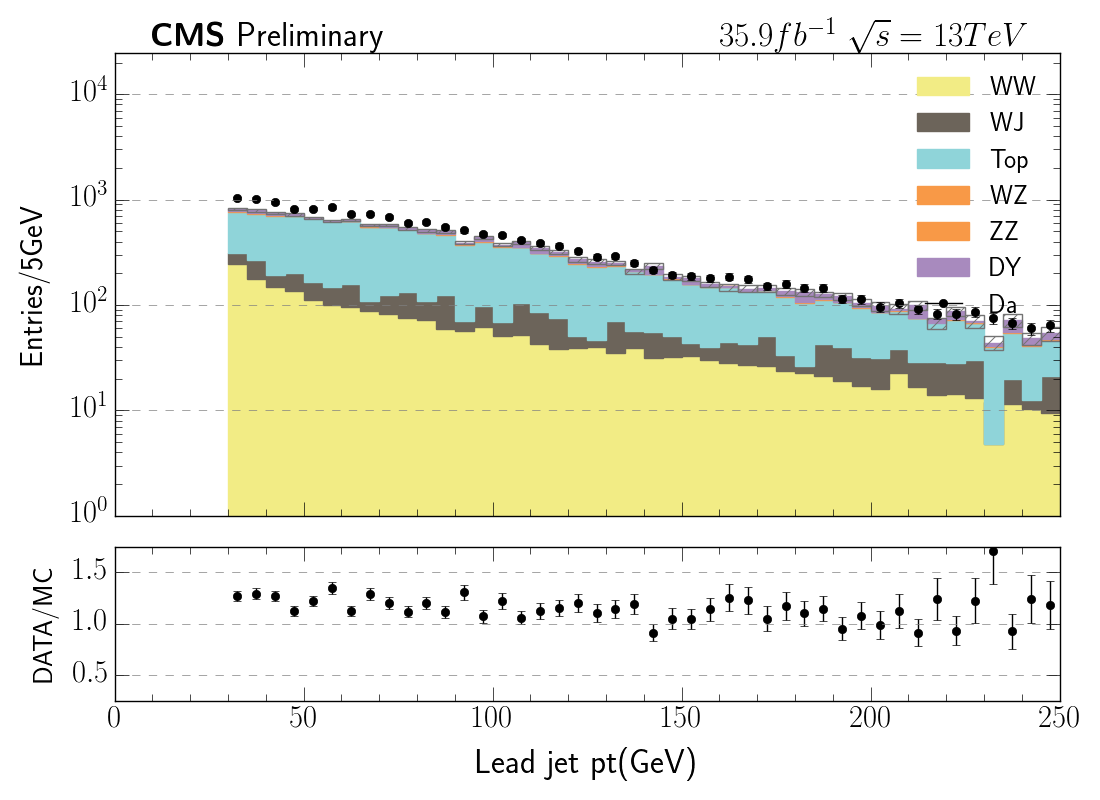 CMS Preliminary 35.9fb⁻¹ √s = 13TeV
10⁴
10³
10²
10¹
10⁰
Entries/5GeV
WW
WJ
Top
WZ
ZZ
DY
Da
1.5
1.0
0.5
DATA/MC
0 50 100 150 200 250
Lead jet pt(GeV)